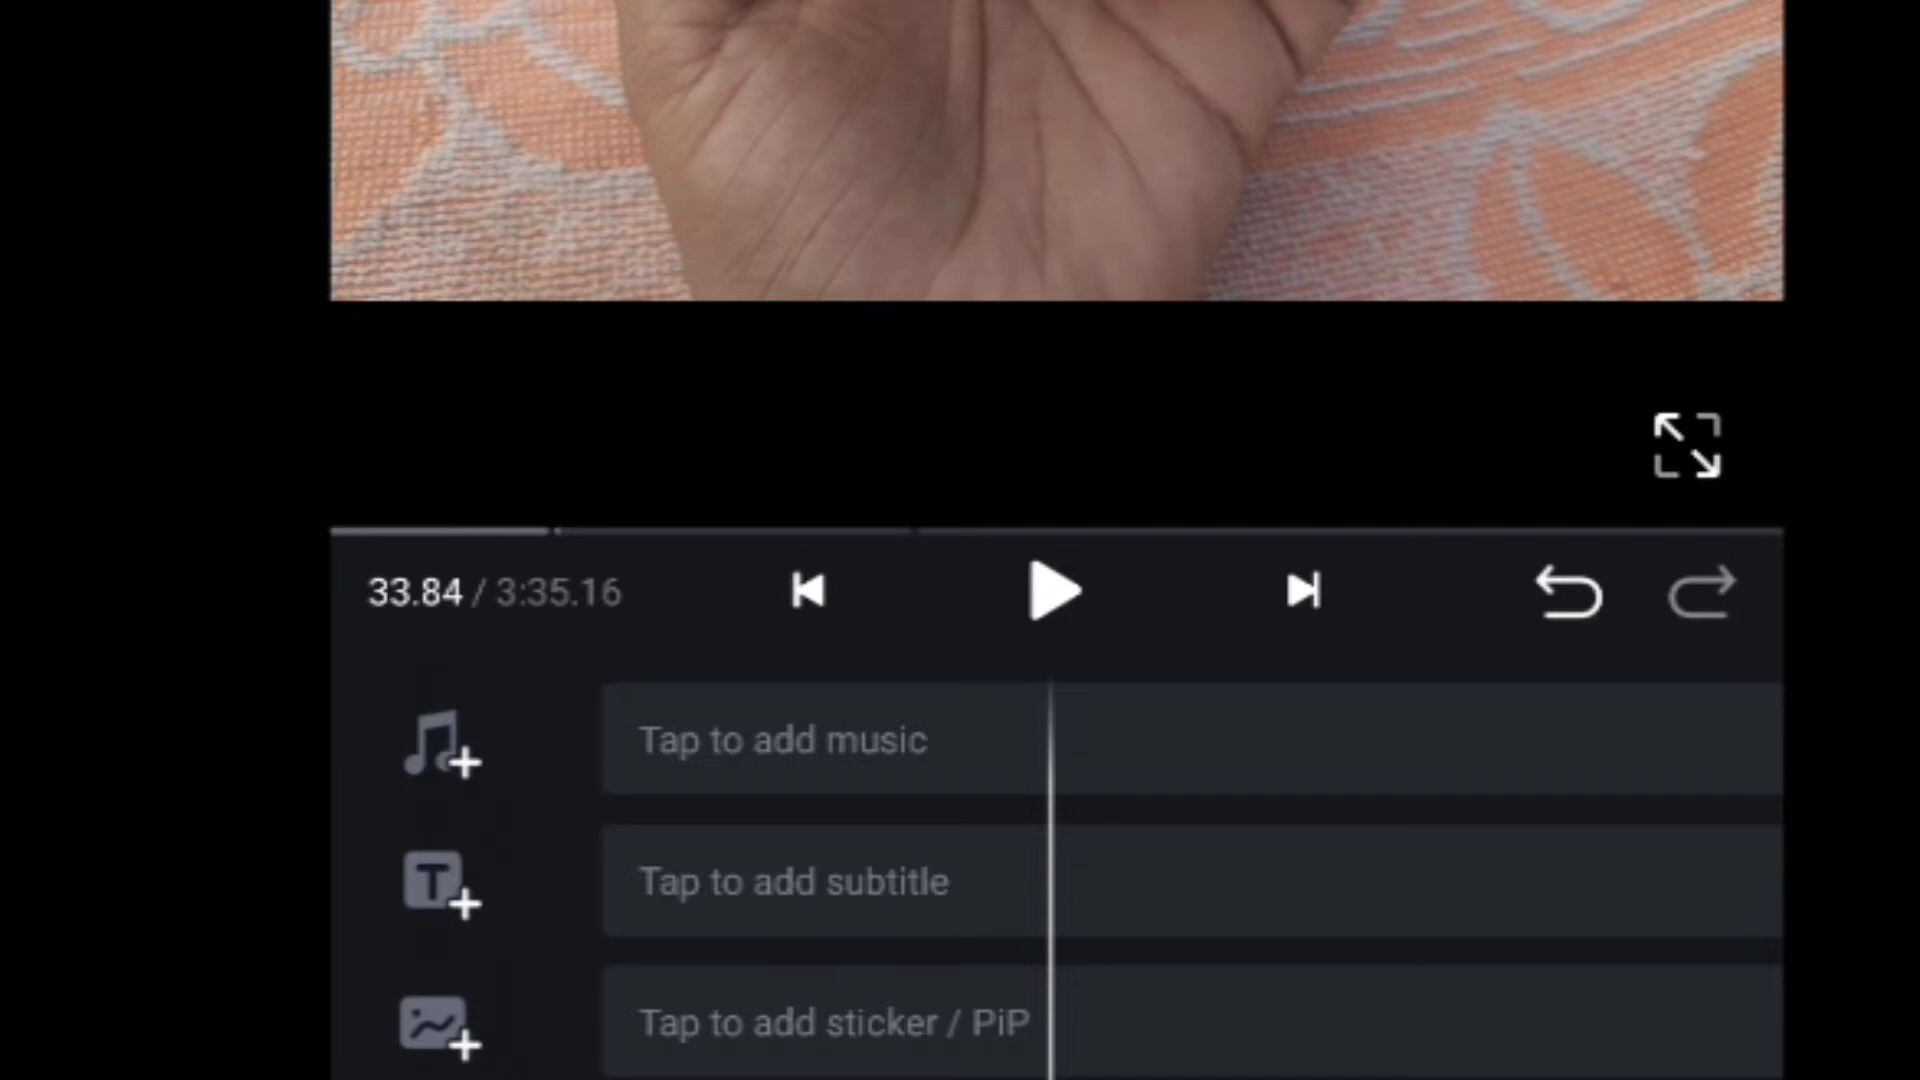 33.84 / 3:35.16
Tap to add music
T
Tap to add subtitle
Tap to add sticker / PiP